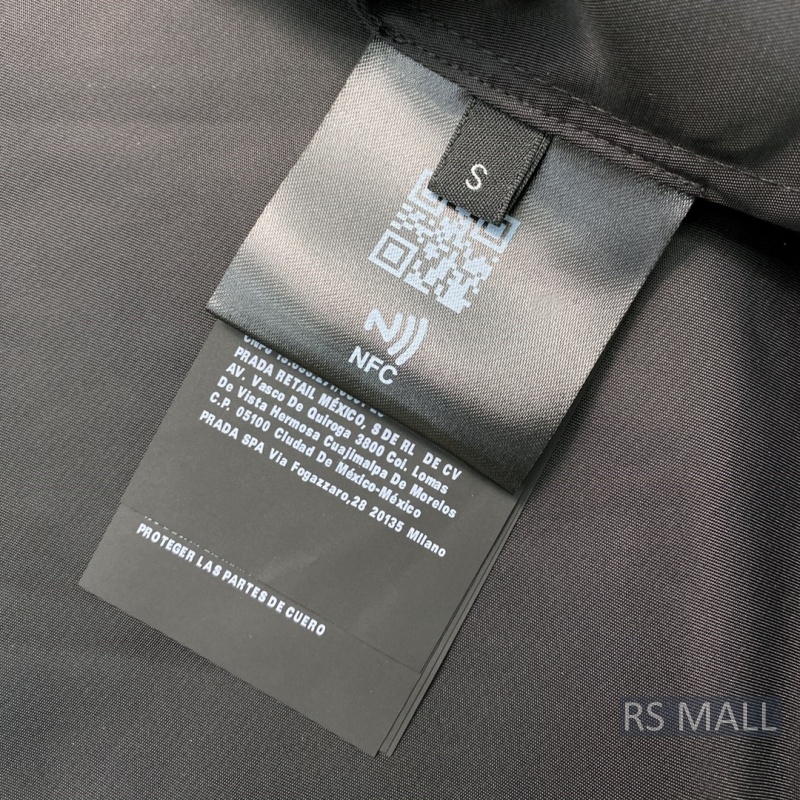 S
NFC
PRADA RETAIL MÉXICO, S DE RL DE CV
AV. Vasco De Quiroga 3800 Col. Lomas
De Vista Hermosa Cuajimalpa De Morelos
C.P. 05100 Ciudad De México-México
PRADA SPA Via Fogazzaro,28 20135 Milano
PROTEGER LAS PARTES DE CUERO
RS MALL